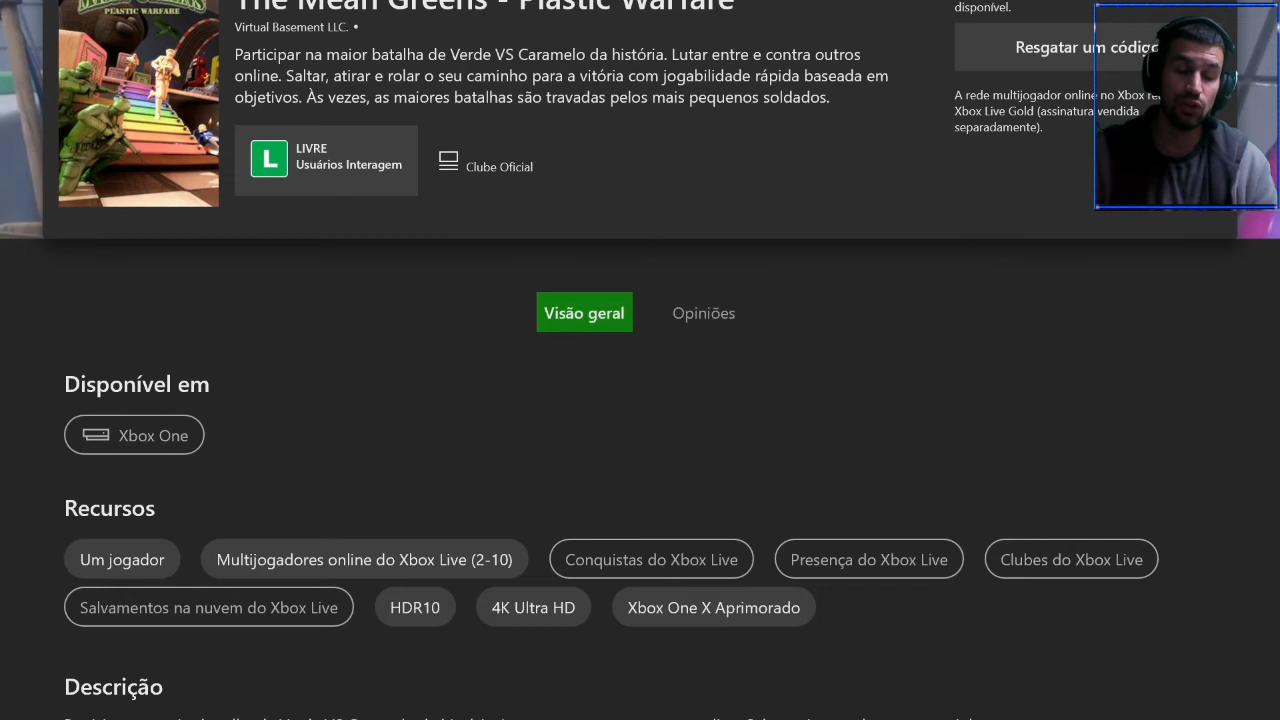 The Mean Greens - Plastic Warfare
disponível.
PLASTIC WARFARE
Virtual Basement LLC. •
Participar na maior batalha de Verde VS Caramelo da história. Lutar entre e contra outros
online. Saltar, atirar e rolar o seu caminho para a vitória com jogabilidade rápida baseada em
objetivos. Às vezes, as maiores batalhas são travadas pelos mais pequenos soldados.
Resgatar um código
A rede multijogador online no Xbox
Xbox Live Gold (assinatura vendida
separadamente).
L
LIVRE
Usuários Interagem
Clube Oficial
Visão geral
Opiniões
Disponível em
Xbox One
Recursos
Um jogador
Multijogadores online do Xbox Live (2-10)
Conquistas do Xbox Live
Presença do Xbox Live
Clubes do Xbox Live
Salvamentos na nuvem do Xbox Live
HDR10
4K Ultra HD
Xbox One X Aprimorado
Descrição